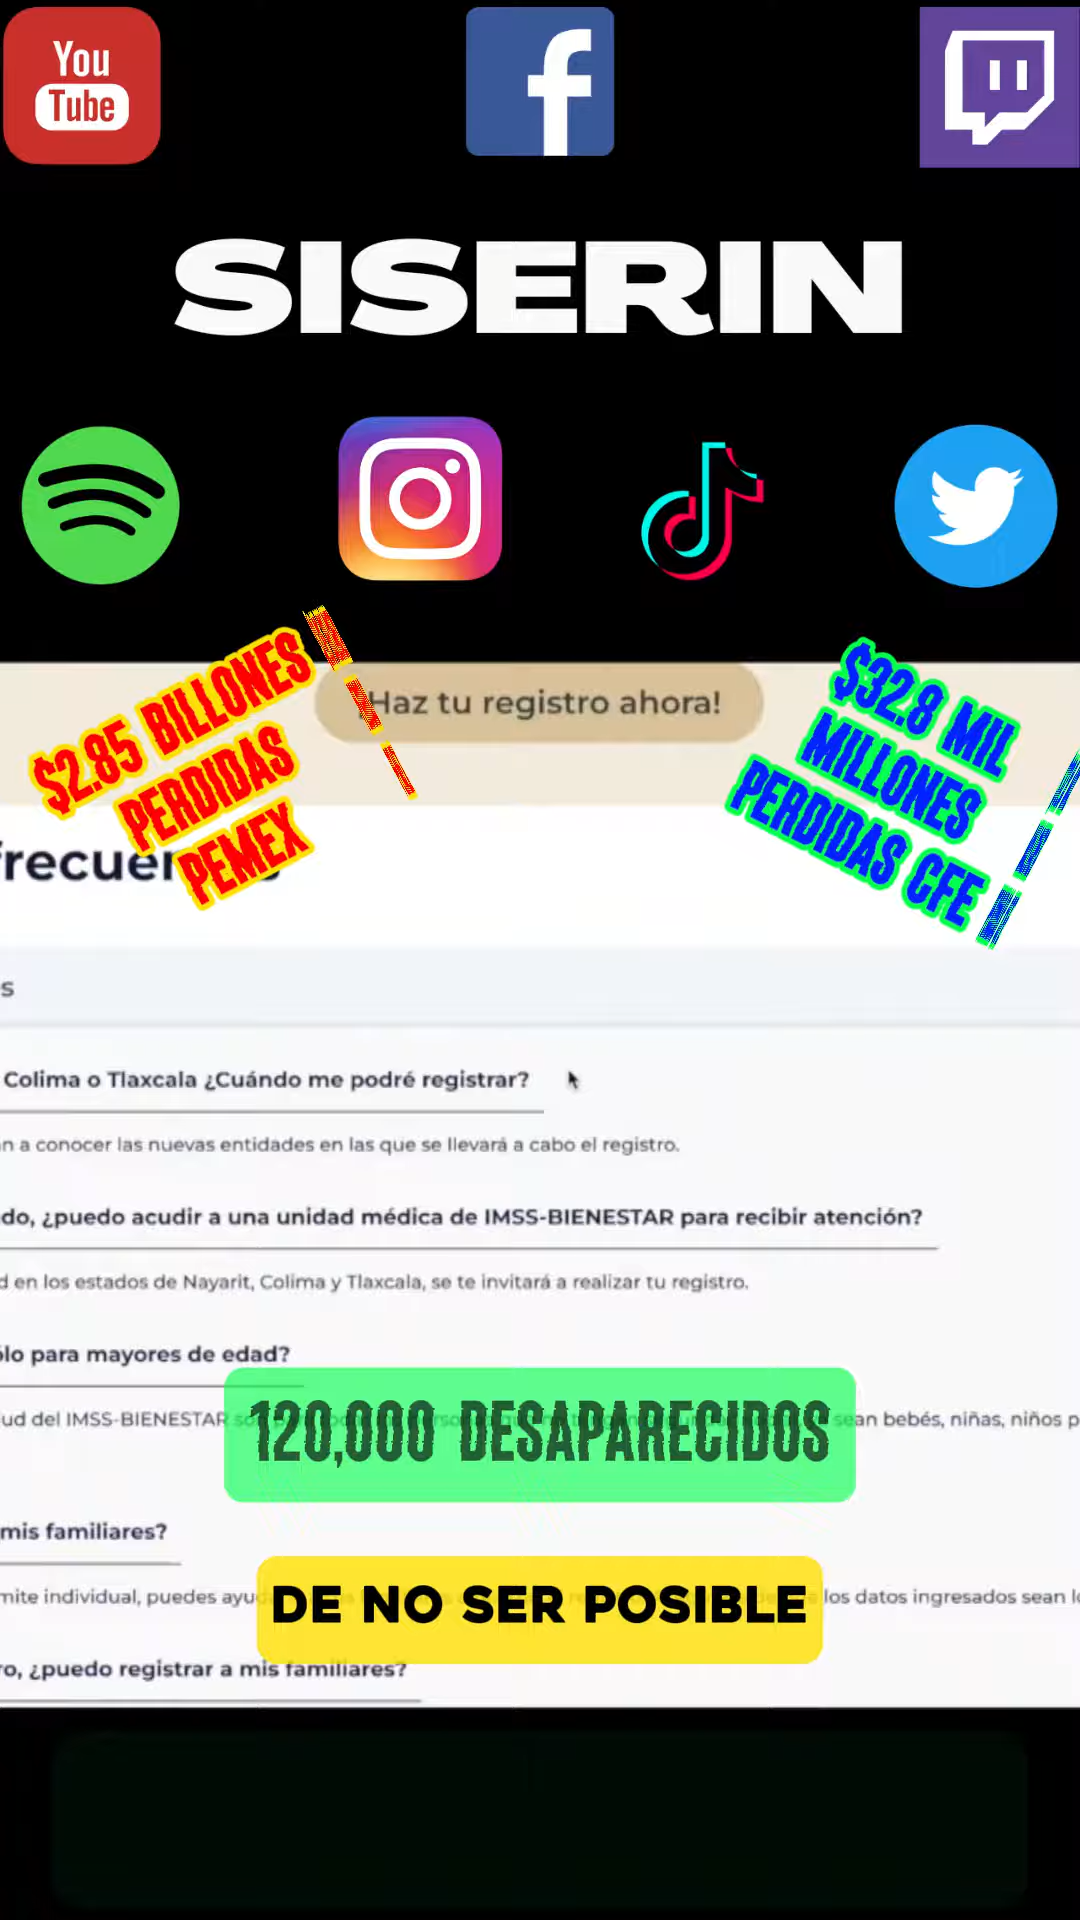 You
Tube
SISERIN
¡Haz tu registro ahora!
$2.85 BILLONES
PERDIDAS
PEMEX
$32.8 MIL
MILLONES
PERDIDAS CFE
s
Colima o Tlaxcala ¿Cuándo me podré registrar?
n a conocer las nuevas entidades en las que se llevará a cabo el registro.
do, ¿puedo acudir a una unidad médica de IMSS-BIENESTAR para recibir atención?
d en los estados de Nayarit, Colima y Tlaxcala, se te invitará a realizar tu registro.
ólo para mayores de edad?
ud del IMSS-BIENESTAR sean bebés, niñas, niños p
120,000 DESAPARECIDOS
mis familiares?
mite individual, puedes ayu los datos ingresados sean lo
DE NO SER POSIBLE
ro, ¿puedo registrar a mis familiares?